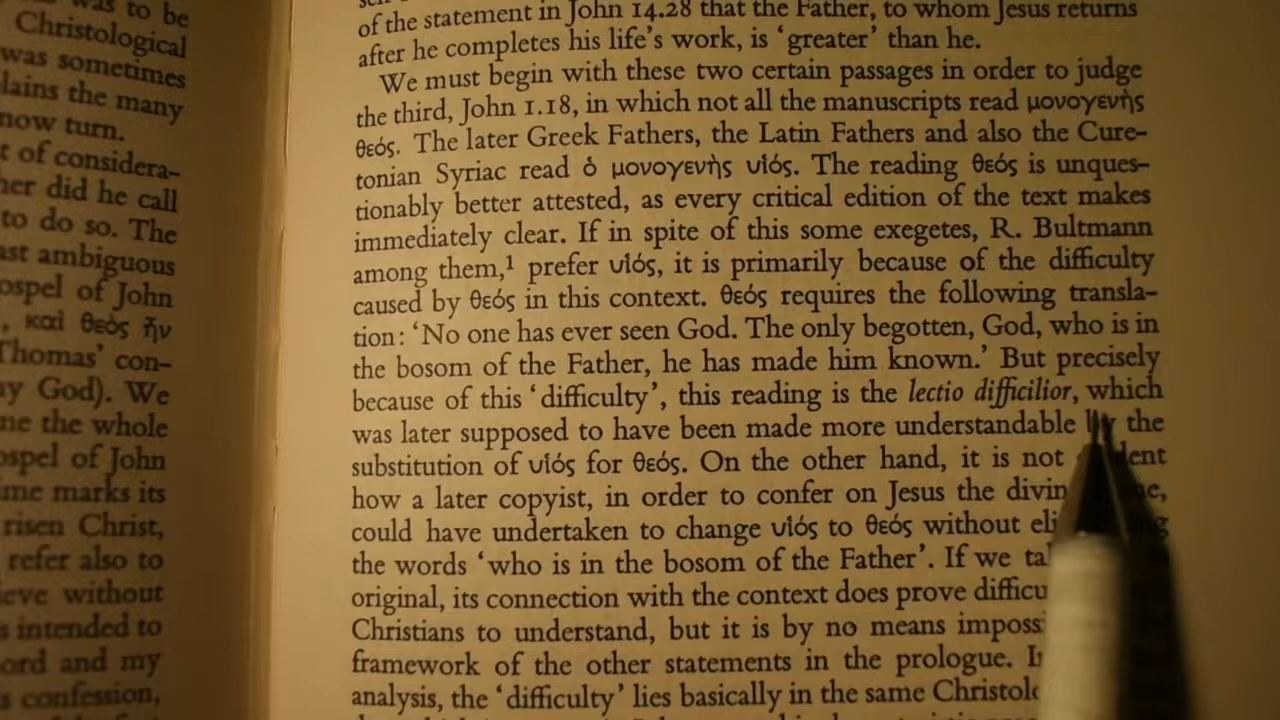 was to be
Christological
was sometimes
lains the many
now turn.
t of considera-
her did he call
to do so. The
ast ambiguous
ospel of John
, καὶ θεὸς ἦν
Thomas' con-
ay God). We
me the whole
ospel of John
me marks its
risen Christ,
refer also to
ieve without
s intended to
ord and my
s confession,
of the statement in John 14.28 that the Father, to whom Jesus returns
after he completes his life's work, is 'greater' than he.
We must begin with these two certain passages in order to judge
the third, John 1.18, in which not all the manuscripts read μονογενὴς
θεός. The later Greek Fathers, the Latin Fathers and also the Cure-
tonian Syriac read ὁ μονογενὴς υἱός. The reading θεός is unques-
tionably better attested, as every critical edition of the text makes
immediately clear. If in spite of this some exegetes, R. Bultmann
among them,¹ prefer υἱός, it is primarily because of the difficulty
caused by θεός in this context. θεός requires the following transla-
tion: 'No one has ever seen God. The only begotten, God, who is in
the bosom of the Father, he has made him known.' But precisely
because of this 'difficulty', this reading is the lectio difficilior, which
was later supposed to have been made more understandable by the
substitution of υἱός for θεός. On the other hand, it is not
how a later copyist, in order to confer on Jesus the
could have undertaken to change υἱός to θεός without
the words 'who is in the bosom of the Father'. If we
original, its connection with the context does prove
Christians to understand, but it is by no means
framework of the other statements in the prologue.
analysis, the 'difficulty' lies basically in the same